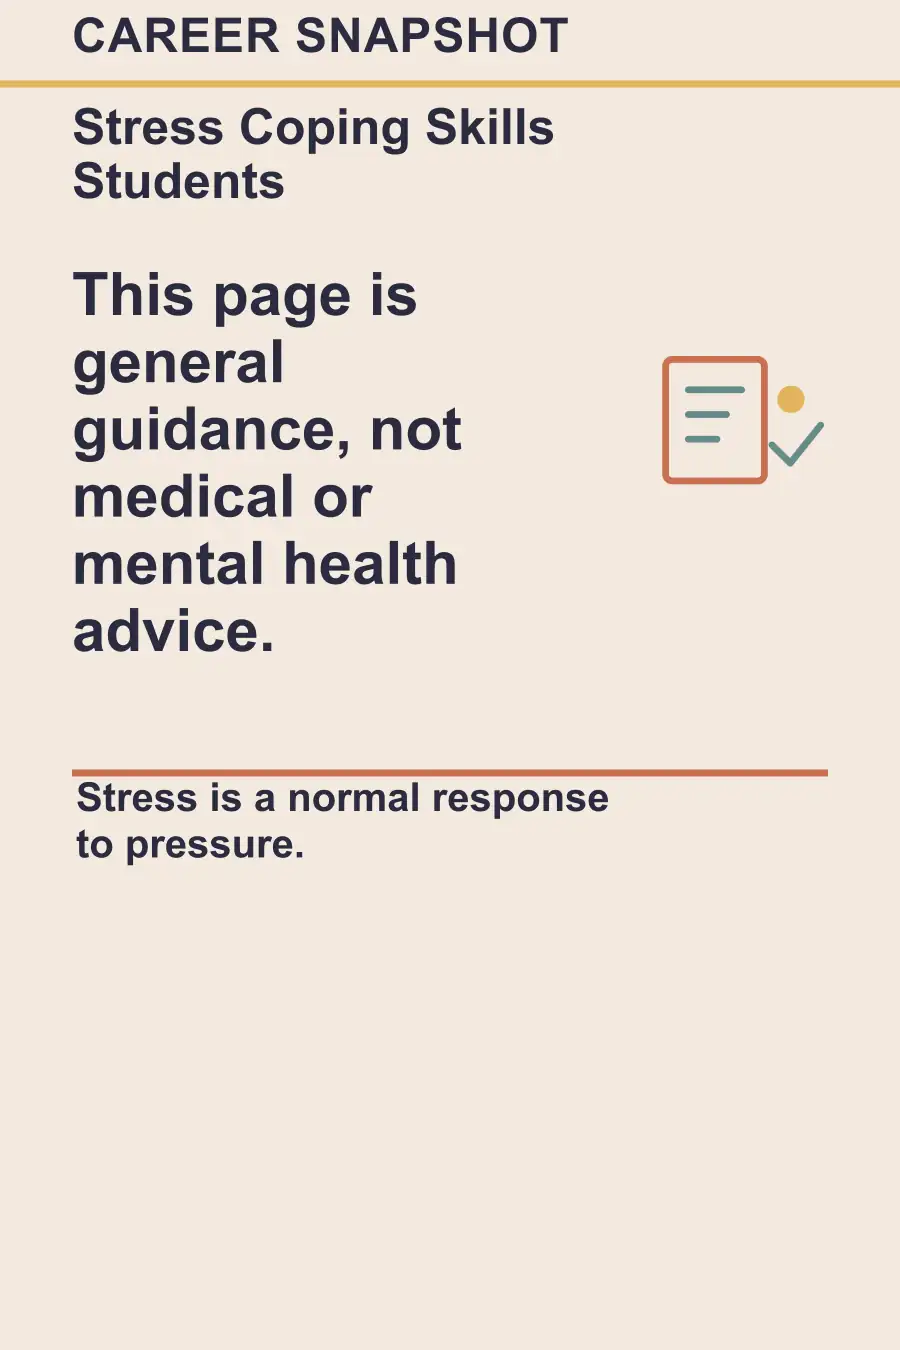 CAREER SNAPSHOT
Stress Coping Skills
Students
This page is
general
guidance, not
medical or
mental health
advice.
Stress is a normal response
to pressure.